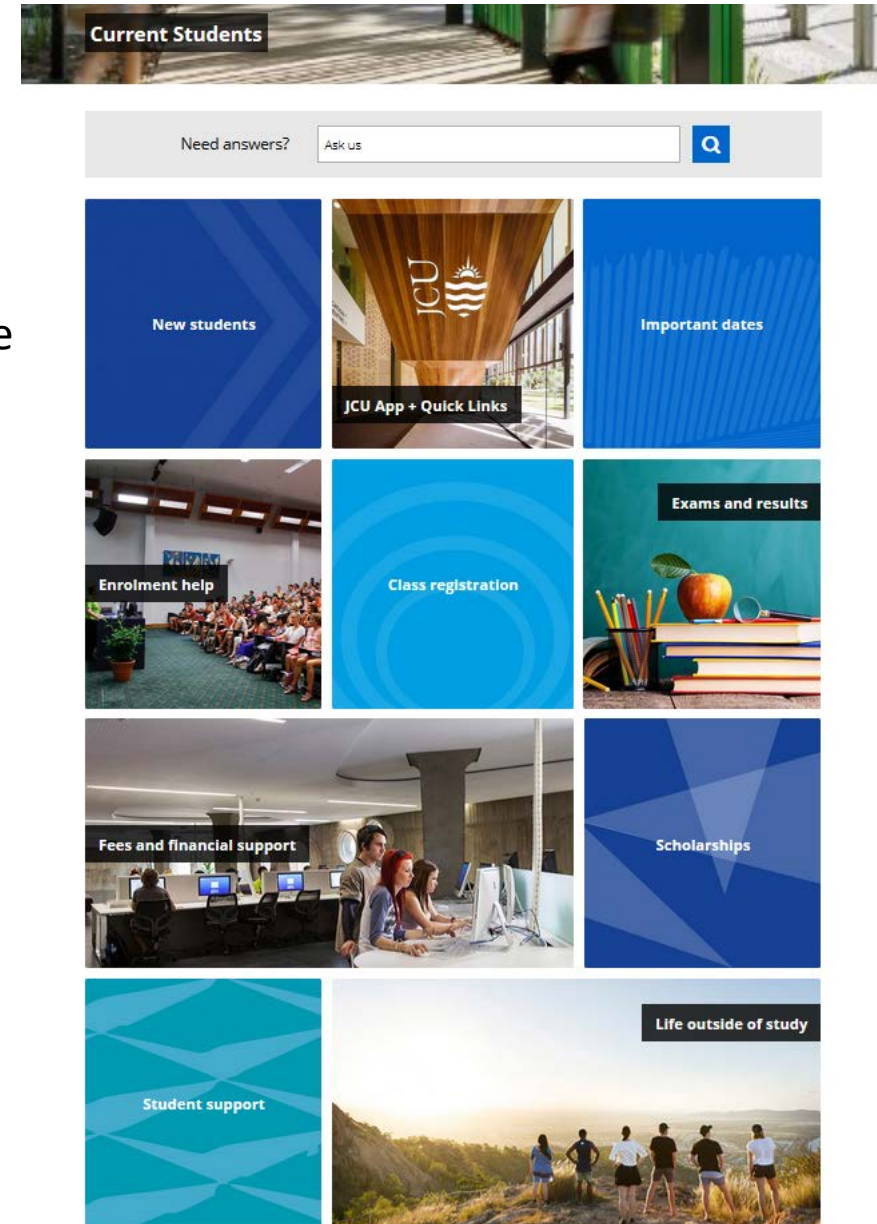 Current Students
Need answers?
Ask us
e
New students
JCU
JCU App + Quick Links
Important dates
Enrolment help
Class registration
Exams and results
Fees and financial support
Scholarships
Student support
Life outside of study